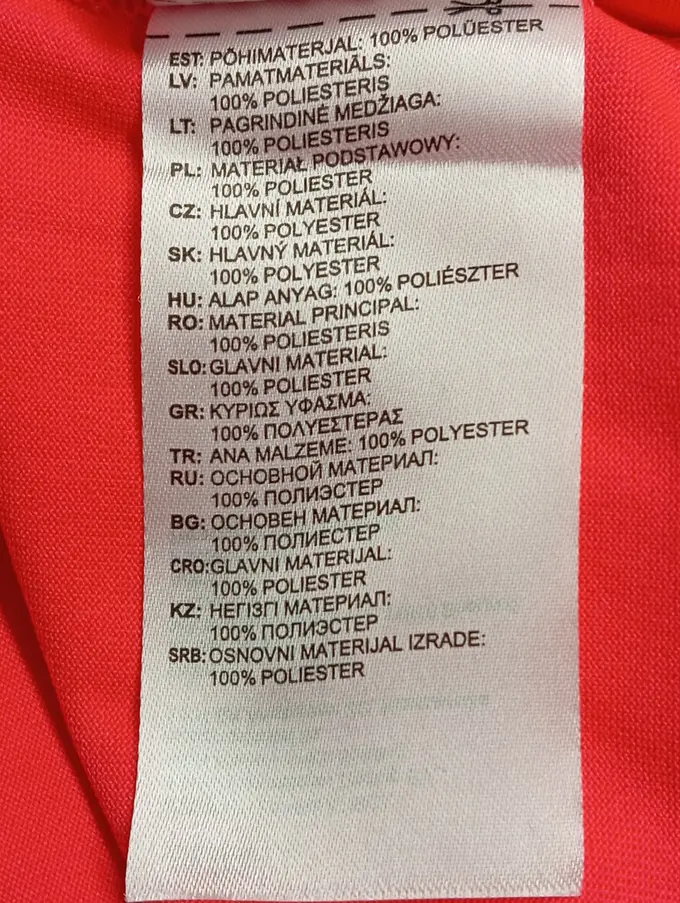 EST: PÕHIMATERJAL: 100% POLÜESTER
LV: PAMATMATERIĀLS:
100% POLIESTERIS
LT: PAGRINDINĖ MEDŽIAGA:
100% POLIESTERIS
PL: MATERIAŁ PODSTAWOWY:
100% POLIESTER
CZ: HLAVNÍ MATERIÁL:
100% POLYESTER
SK: HLAVNÝ MATERIÁL:
100% POLYESTER
HU: ALAP ANYAG: 100% POLIÉSZTER
RO: MATERIAL PRINCIPAL:
100% POLIESTERIS
SLO: GLAVNI MATERIAL:
100% POLIESTER
GR: ΚΥΡΙΩΣ ΥΦΑΣΜΑ:
100% ΠΟΛΥΕΣΤΕΡΑΣ
TR: ANA MALZEME: 100% POLYESTER
RU: ОСНОВНОЙ МАТЕРИАЛ:
100% ПОЛИЭСТЕР
BG: ОСНОВЕН МАТЕРИАЛ:
100% ПОЛИЕСТЕР
CRO: GLAVNI MATERIJAL:
100% POLIESTER
KZ: НЕГІЗГІ МАТЕРИАЛ:
100% ПОЛИЭСТЕР
SRB: OSNOVNI MATERIJAL IZRADE:
100% POLIESTER